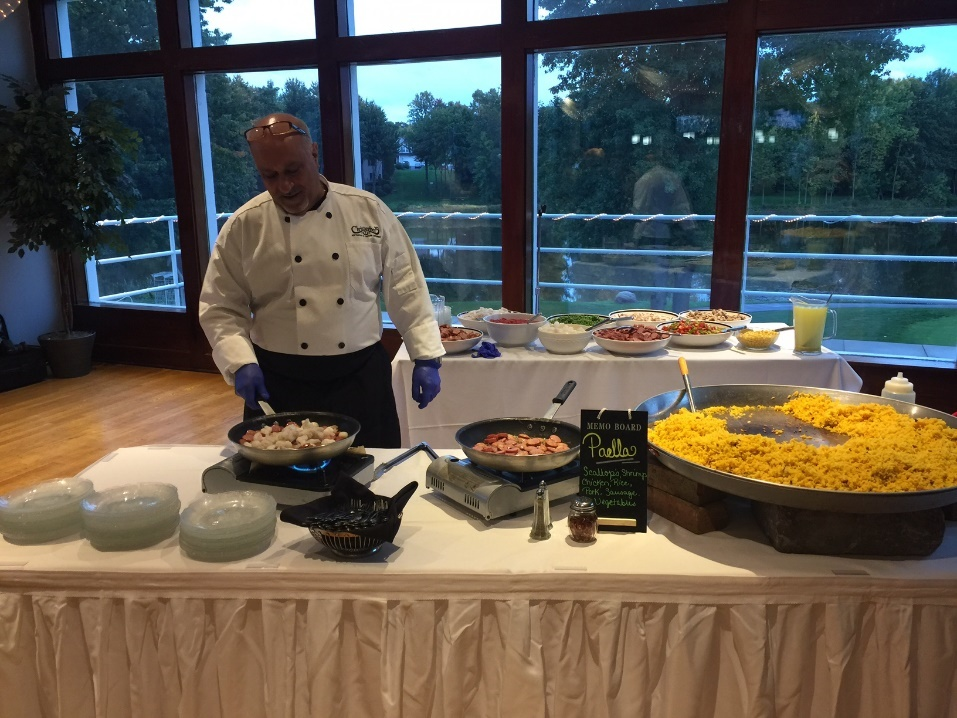 MEMO BOARD
Paella
Scallops, Shrimp,
Chicken, Rice,
Pork, Sausage
Vegetables